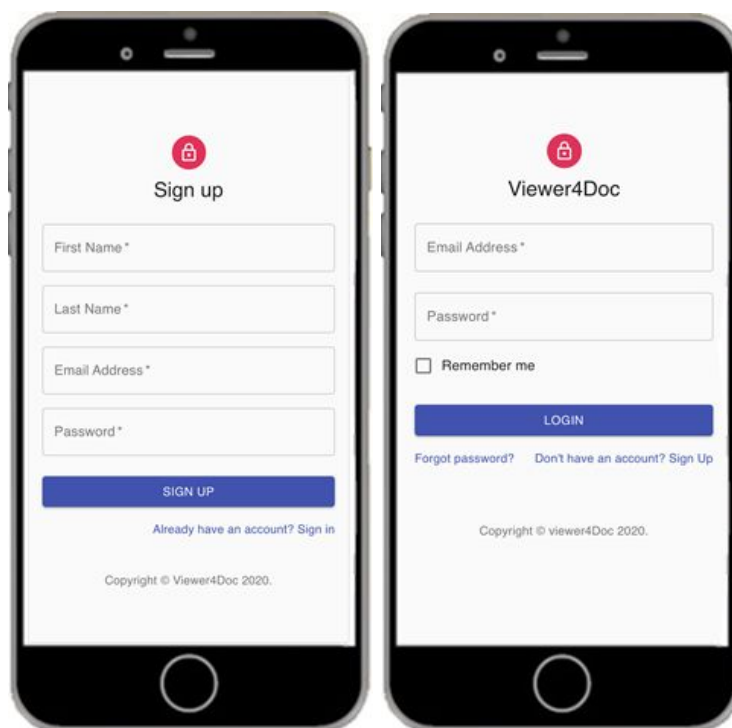 Sign up
First Name *
Last Name *
Email Address *
Password *
SIGN UP
Already have an account? Sign in
Copyright © Viewer4Doc 2020.
Viewer4Doc
Email Address *
Password *
Remember me
LOGIN
Forgot password? Don't have an account? Sign Up
Copyright © viewer4Doc 2020.